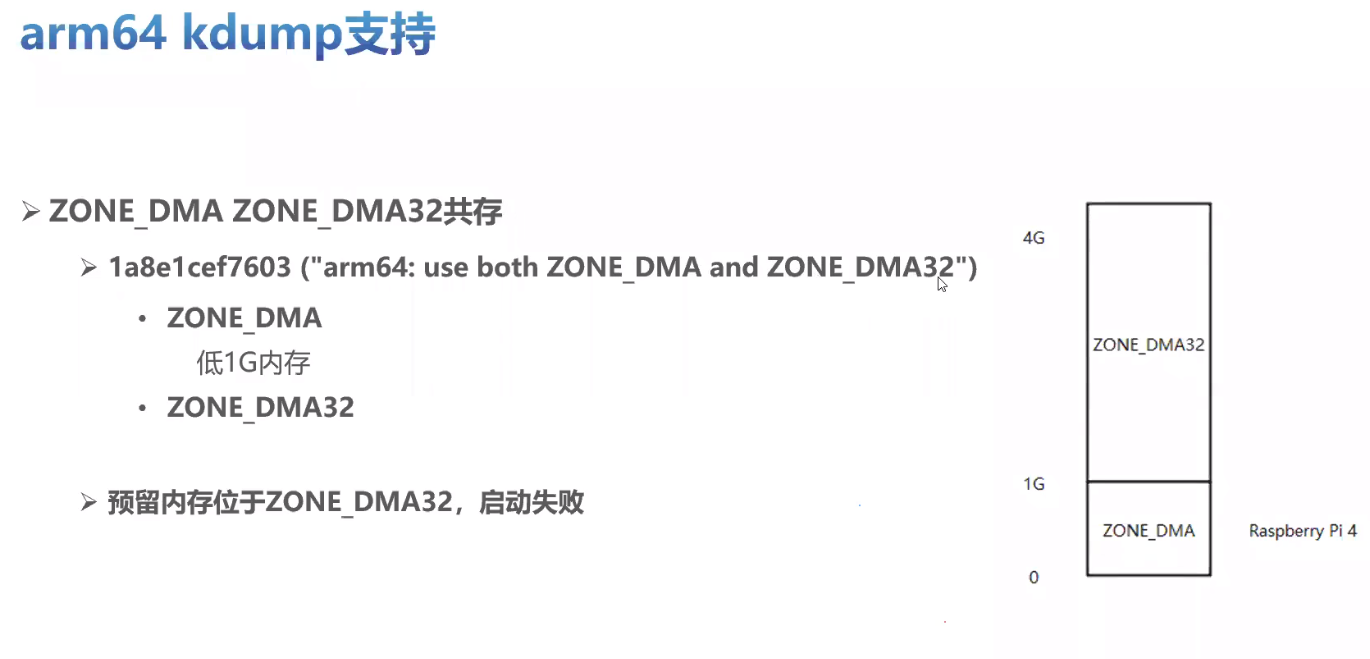 arm64 kdump支持
ZONE_DMA ZONE_DMA32共存
1a8e1cef7603 ("arm64: use both ZONE_DMA and ZONE_DMA32")
ZONE_DMA
低1G内存
ZONE_DMA32
预留内存位于ZONE_DMA32，启动失败
4G
ZONE_DMA32
1G
ZONE_DMA
Raspberry Pi 4
0